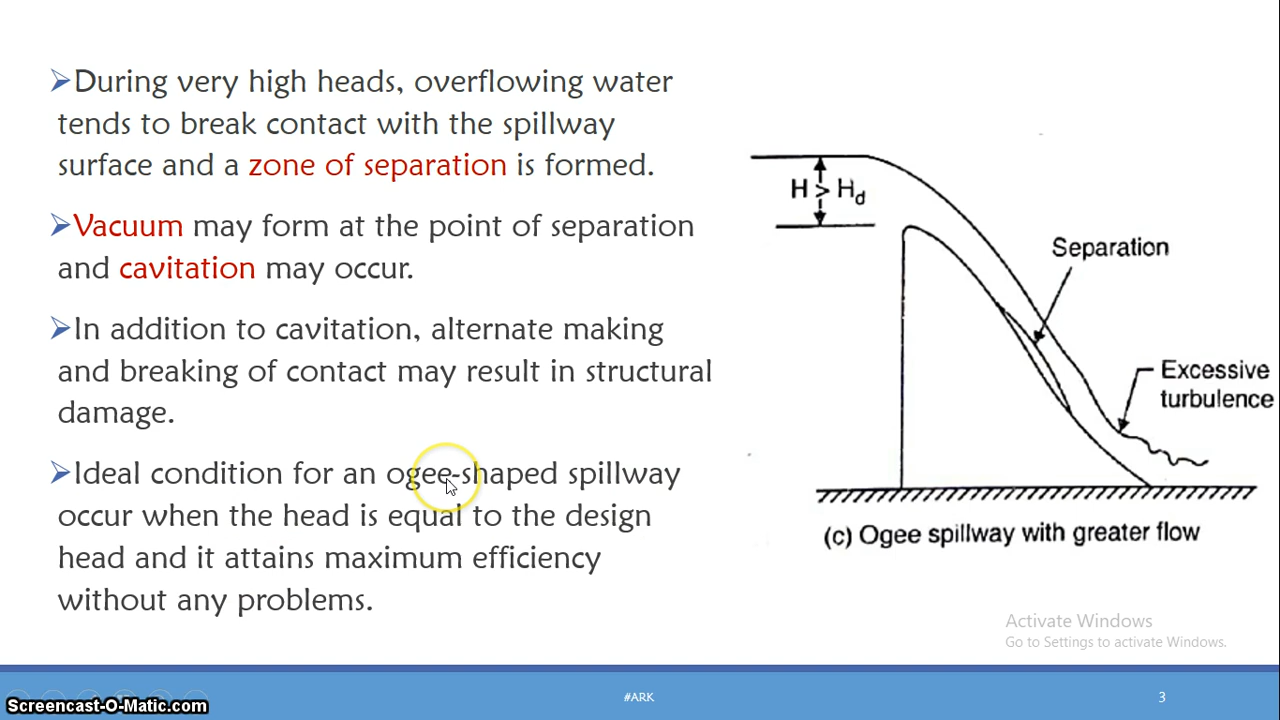 ➢During very high heads, overflowing water
tends to break contact with the spillway
surface and a zone of separation is formed.
➢Vacuum may form at the point of separation
and cavitation may occur.
➢In addition to cavitation, alternate making
and breaking of contact may result in structural
damage.
➢Ideal condition for an ogee-shaped spillway
occur when the head is equal to the design
head and it attains maximum efficiency
without any problems.
H > Hd
Separation
Excessive
turbulence
(c) Ogee spillway with greater flow
Activate Windows
Go to Settings to activate Windows.
#ARK
3
Screencast-O-Matic.com